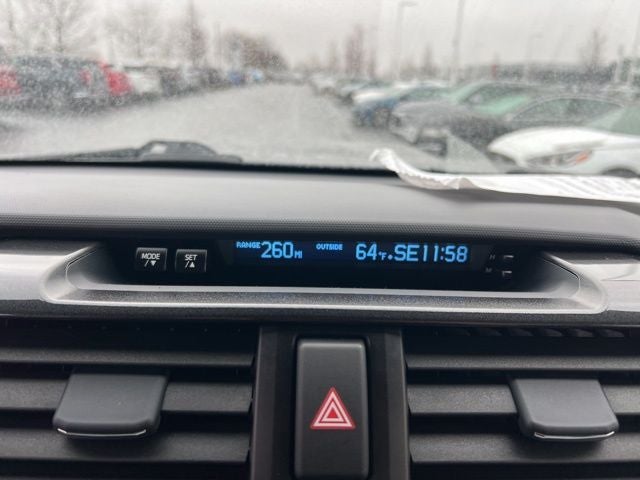 MODE /▼ SET /▲ RANGE 260 MI OUTSIDE 64°F SE 11:58 H
M